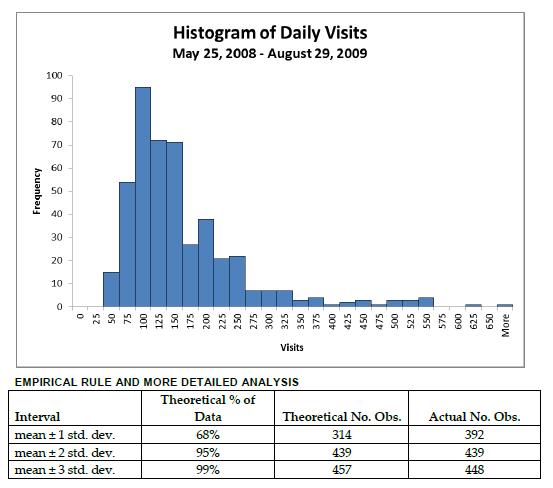 Histogram of Daily Visits
May 25, 2008 - August 29, 2009
Frequency
100
90
80
70
60
50
40
30
20
10
0
0 25 50 75 100 125 150 175 200 225 250 275 300 325 350 375 400 425 450 475 500 525 550 575 600 625 650 More
Visits
EMPIRICAL RULE AND MORE DETAILED ANALYSIS
Interval Theoretical % of Data Theoretical No. Obs. Actual No. Obs.
mean ± 1 std. dev. 68% 314 392
mean ± 2 std. dev. 95% 439 439
mean ± 3 std. dev. 99% 457 448